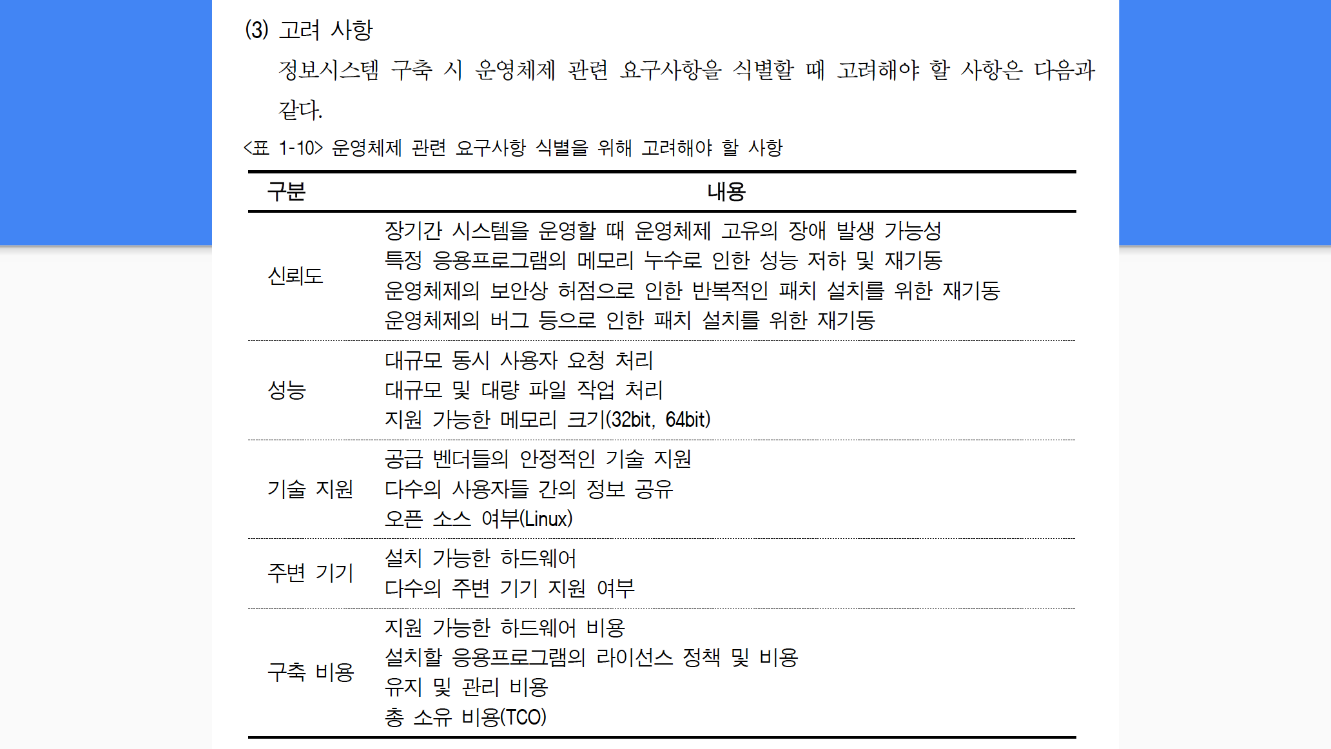 (3) 고려 사항
정보시스템 구축 시 운영체제 관련 요구사항을 식별할 때 고려해야 할 사항은 다음과
같다.
<표 1-10> 운영체제 관련 요구사항 식별을 위해 고려해야 할 사항
구분 내용
신뢰도
장기간 시스템을 운영할 때 운영체제 고유의 장애 발생 가능성
특정 응용프로그램의 메모리 누수로 인한 성능 저하 및 재기동
운영체제의 보안상 허점으로 인한 반복적인 패치 설치를 위한 재기동
운영체제의 버그 등으로 인한 패치 설치를 위한 재기동
성능
대규모 동시 사용자 요청 처리
대규모 및 대량 파일 작업 처리
지원 가능한 메모리 크기(32bit, 64bit)
기술 지원
공급 벤더들의 안정적인 기술 지원
다수의 사용자들 간의 정보 공유
오픈 소스 여부(Linux)
주변 기기
설치 가능한 하드웨어
다수의 주변 기기 지원 여부
구축 비용
지원 가능한 하드웨어 비용
설치할 응용프로그램의 라이선스 정책 및 비용
유지 및 관리 비용
총 소유 비용(TCO)